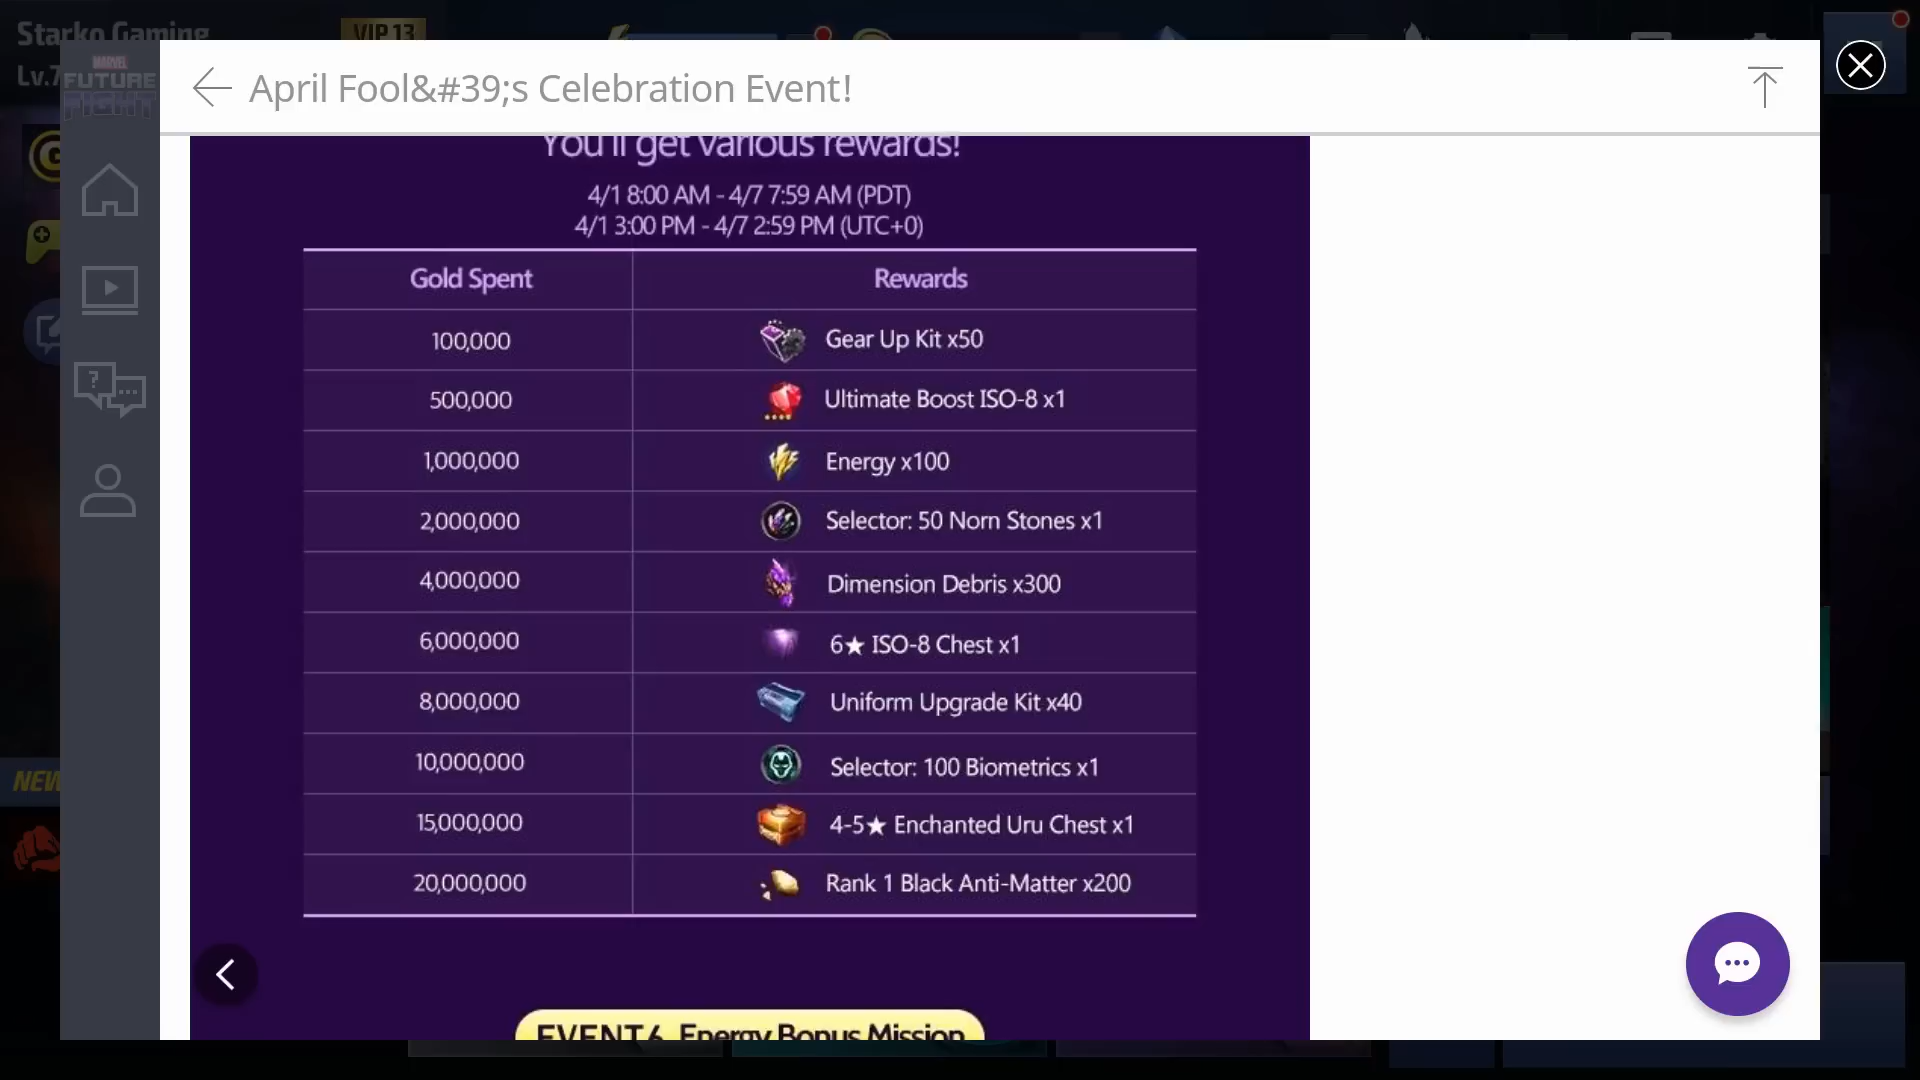 Starko Gaming
VIP 13
Lv.7
MARVEL
FUTURE
FIGHT
April Fool&#39;s Celebration Event!
You'll get various rewards!
4/1 8:00 AM - 4/7 7:59 AM (PDT)
4/1 3:00 PM - 4/7 2:59 PM (UTC+0)
Gold Spent Rewards
100,000 Gear Up Kit x50
500,000 Ultimate Boost ISO-8 x1
1,000,000 Energy x100
2,000,000 Selector: 50 Norn Stones x1
4,000,000 Dimension Debris x300
6,000,000 6★ ISO-8 Chest x1
8,000,000 Uniform Upgrade Kit x40
10,000,000 Selector: 100 Biometrics x1
15,000,000 4-5★ Enchanted Uru Chest x1
20,000,000 Rank 1 Black Anti-Matter x200
NEW
EVENT 6. Energy Bonus Mission